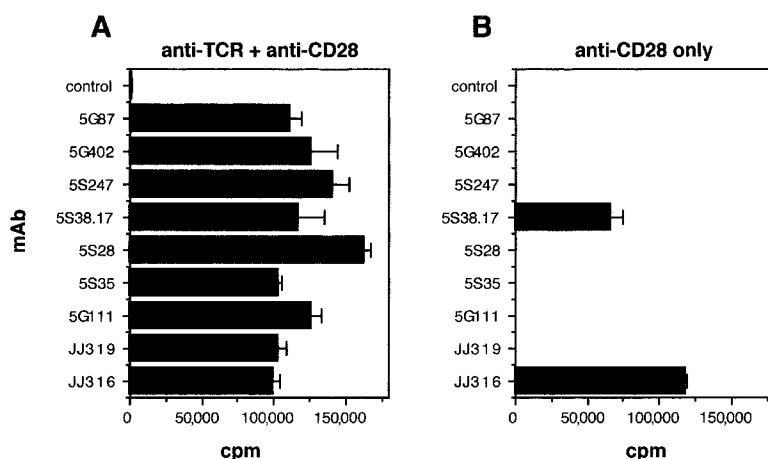 A
anti-TCR + anti-CD28
mAb
control
5G87
5G402
5S247
5S38.17
5S28
5S35
5G111
JJ319
JJ316
0
50,000
100,000
150,000
cpm
B
anti-CD28 only
control
5G87
5G402
5S247
5S38.17
5S28
5S35
5G111
JJ319
JJ316
0
50,000
100,000
150,000
cpm